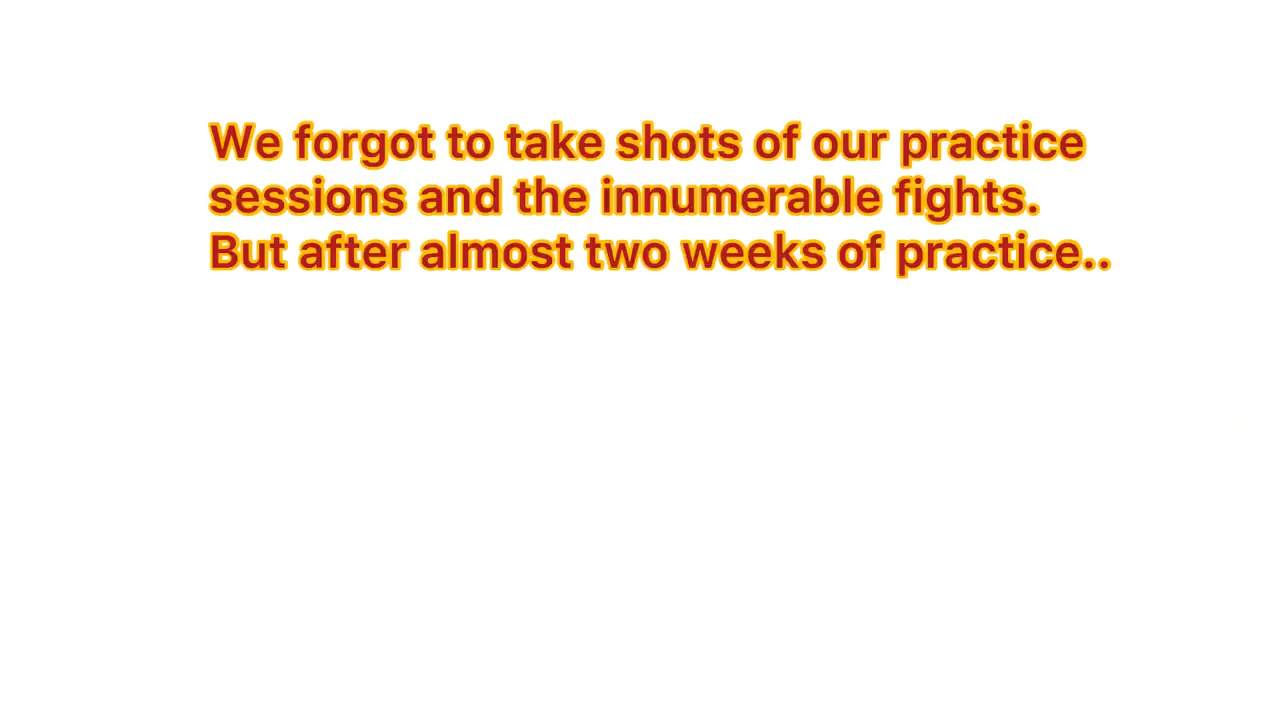 We forgot to take shots of our practice
sessions and the innumerable fights.
But after almost two weeks of practice..